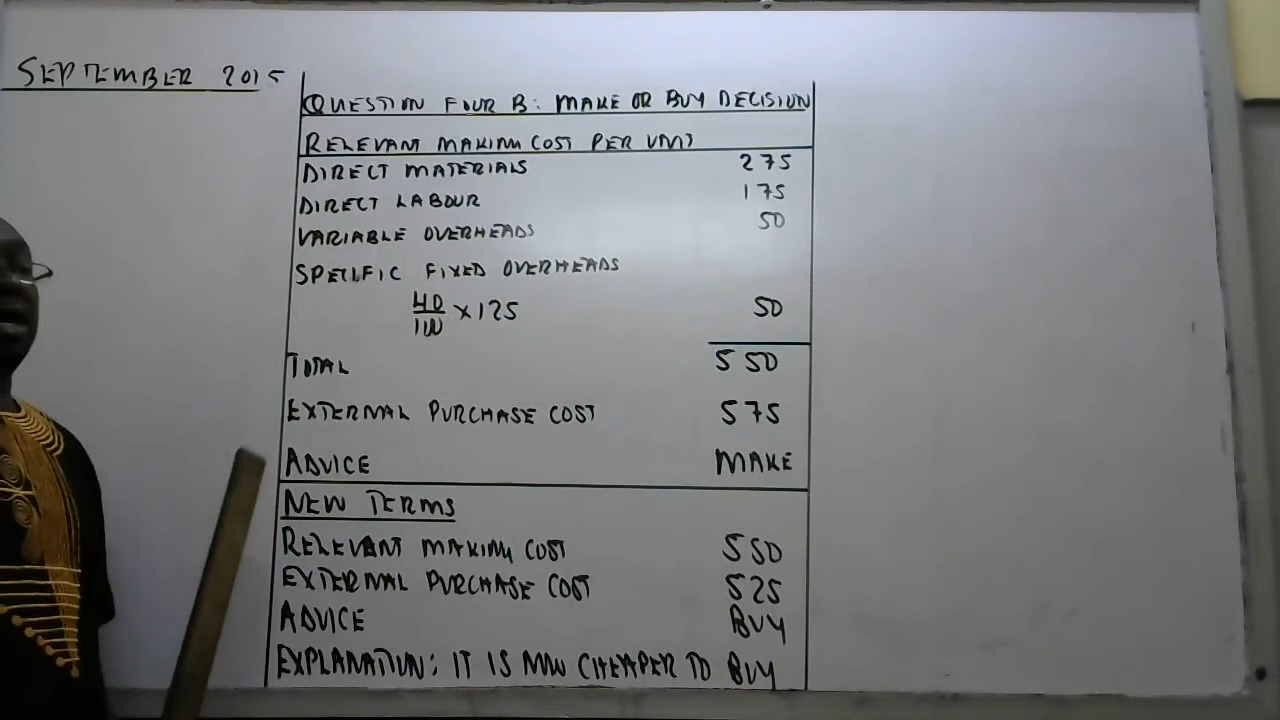 SEPTEMBER 2015
QUESTION FOUR B: MAKE OR BUY DECISION
RELEVANT MAKING COST PER UNIT
DIRECT MATERIALS 275
DIRECT LABOUR 175
VARIABLE OVERHEADS 50
SPECIFIC FIXED OVERHEADS
40/100 × 125 50
TOTAL 550
EXTERNAL PURCHASE COST 575
ADVICE MAKE
NEW TERMS
RELEVANT MAKING COST 550
EXTERNAL PURCHASE COST 525
ADVICE BUY
EXPLANATION: IT IS NOW CHEAPER TO BUY